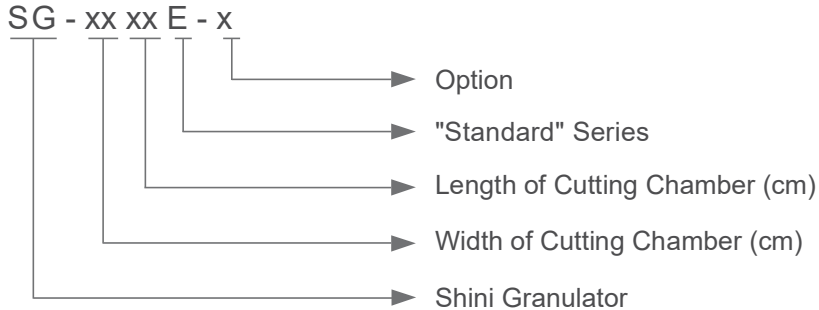 SG - xx xx E - x
Option
"Standard" Series
Length of Cutting Chamber (cm)
Width of Cutting Chamber (cm)
Shini Granulator